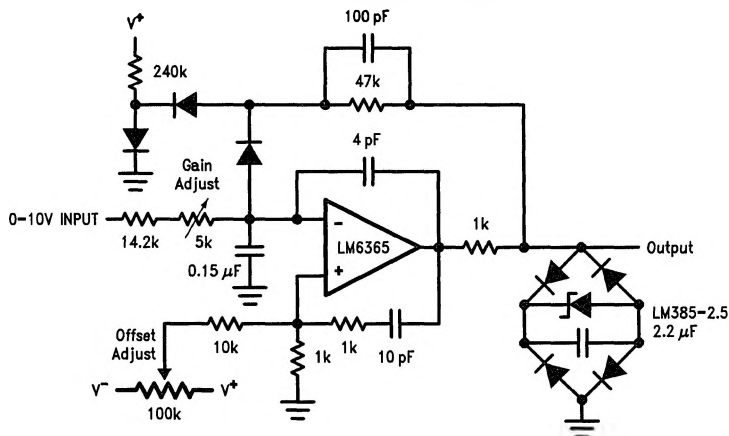 100 pF
V+
240k
47k
4 pF
Gain
Adjust
0–10V INPUT
14.2k
5k
0.15 μF
-
+
LM6365
1k
Output
LM385–2.5
2.2 μF
Offset
Adjust
10k
1k
1k
10 pF
V-
V+
100k